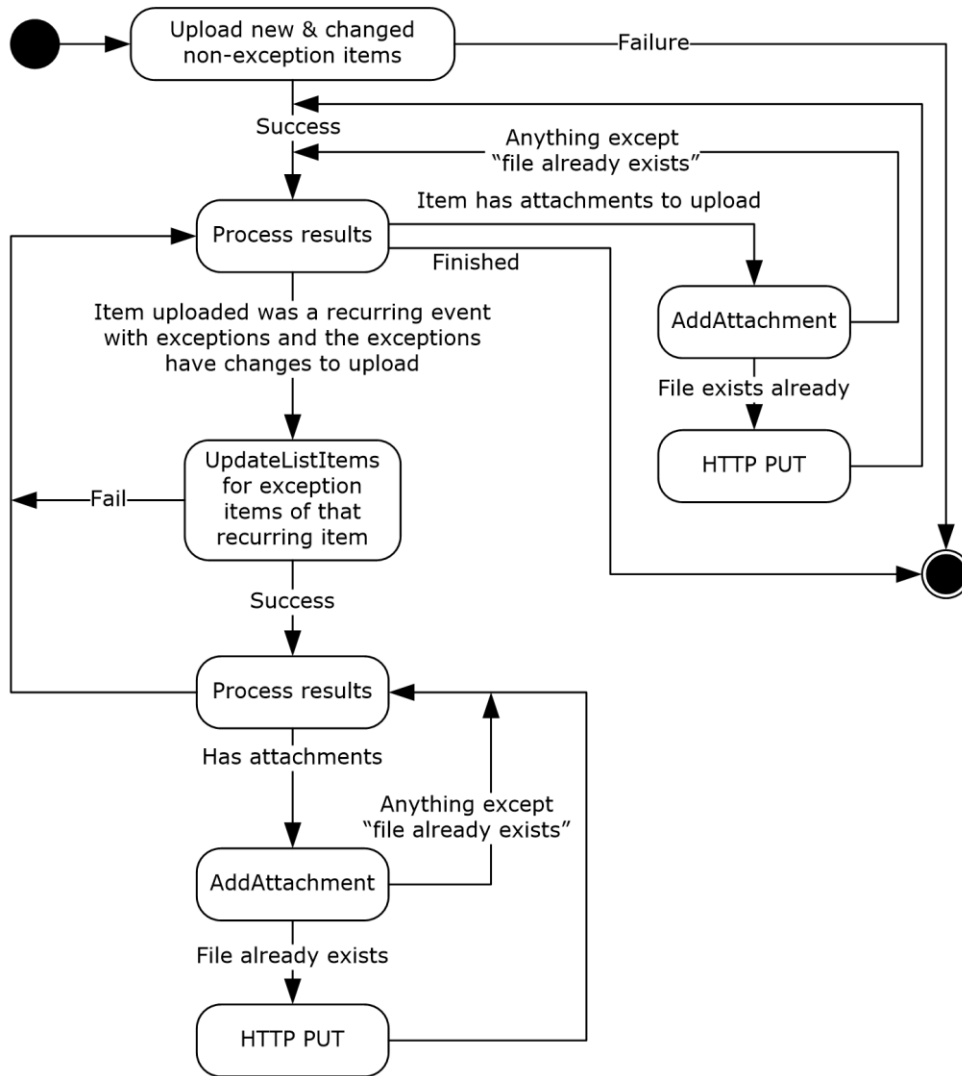 Upload new & changed
non-exception items
Failure
Success
Anything except
“file already exists”
Item has attachments to upload
Process results
Finished
Item uploaded was a recurring event
with exceptions and the exceptions
have changes to upload
AddAttachment
File exists already
HTTP PUT
UpdateListItems
for exception
items of that
recurring item
Fail
Success
Process results
Has attachments
Anything except
“file already exists”
AddAttachment
File already exists
HTTP PUT